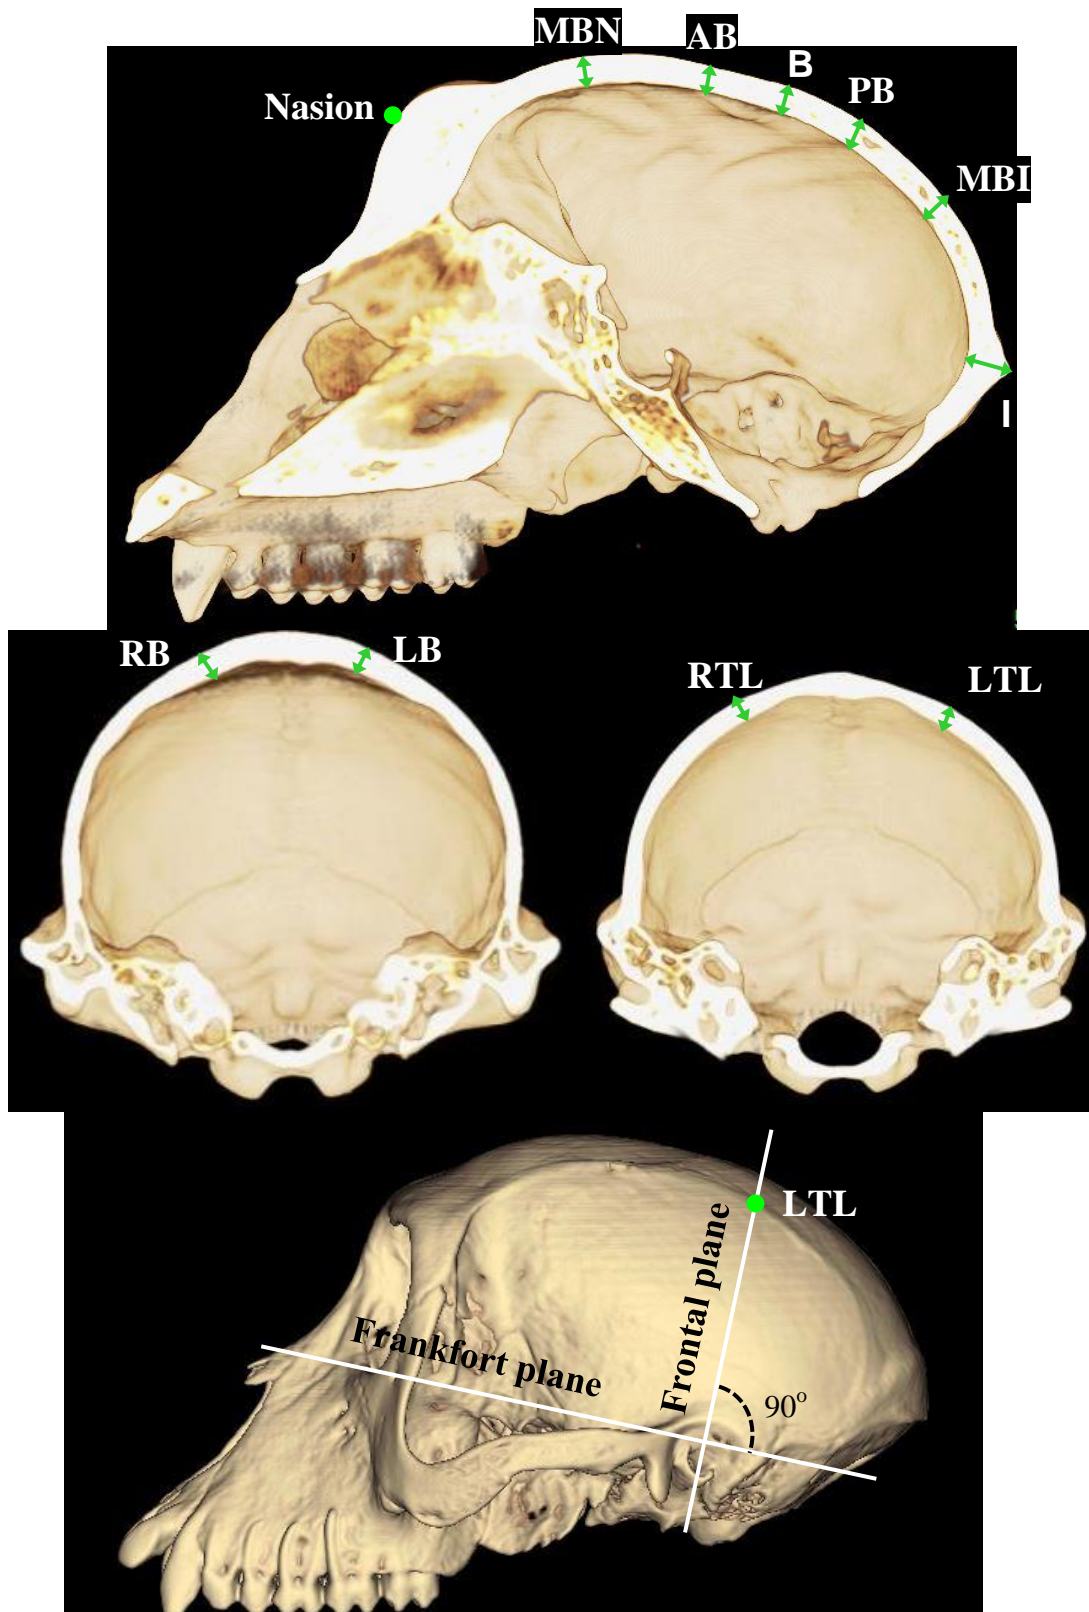 MBN
AB
B
PB
Nasion
MBI
I
RB
LB
RTL
LTL
LTL
Frontal plane
Frankfort plane
90°